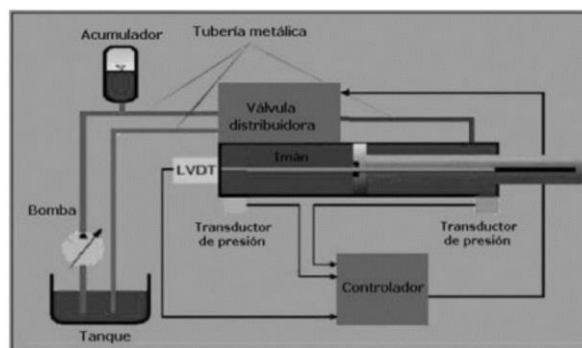 Acumulador
Tubería metálica
Válvula
distribuidora
Imán
LVDT
Bomba
Transductor
de presión
Transductor
de presión
Controlador
Tanque